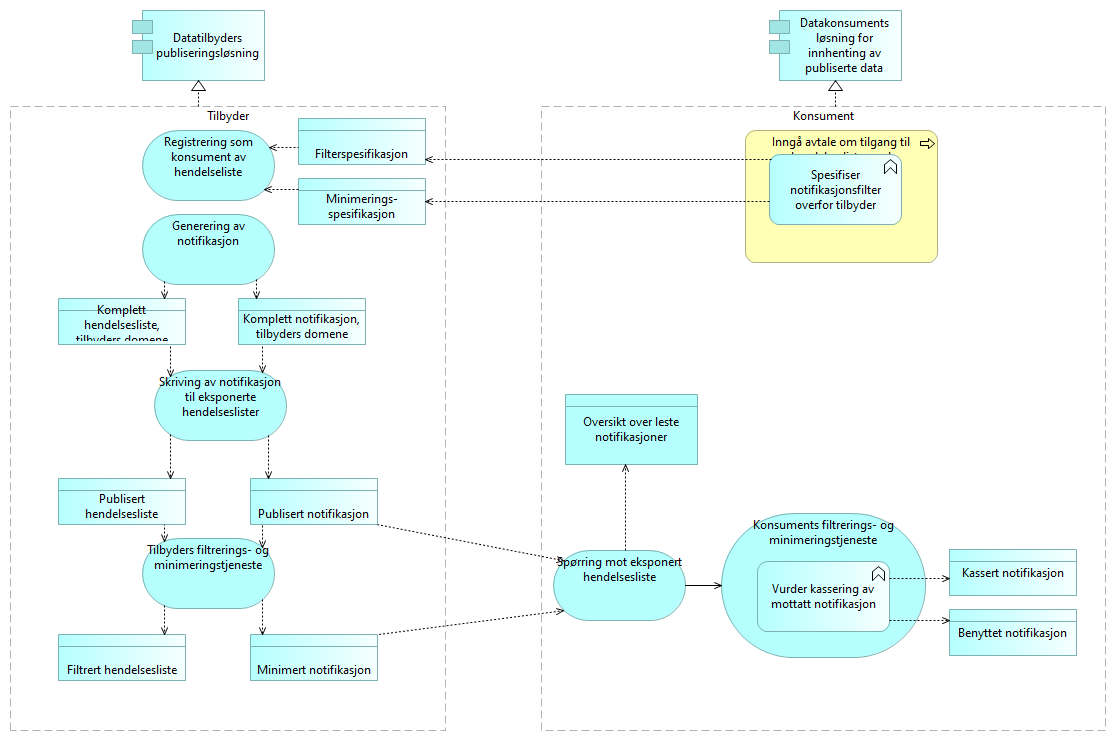 Datatilbyders
publiseringsløsning
Datakonsuments
løsning for
innhenting av
publiserte data
Tilbyder
Konsument
Registrering som
konsument av
hendelseliste
Filterspesifikasjon
Minimerings-
spesifikasjon
Inngå avtale om tilgang til
Spesifiser
notifikasjonsfilter
overfor tilbyder
Generering av
notifikasjon
Komplett
hendelsesliste,
tilbyders domene
Komplett notifikasjon,
tilbyders domene
Skriving av notifikasjon
til eksponerte
hendelseslister
Oversikt over leste
notifikasjoner
Publisert
hendelsesliste
Publisert notifikasjon
Tilbyders filtrerings- og
minimeringstjeneste
Spørring mot eksponert
hendelsesliste
Konsuments filtrerings- og
minimeringstjeneste
Vurder kassering av
mottatt notifikasjon
Kassert notifikasjon
Benyttet notifikasjon
Filtrert hendelsesliste
Minimert notifikasjon